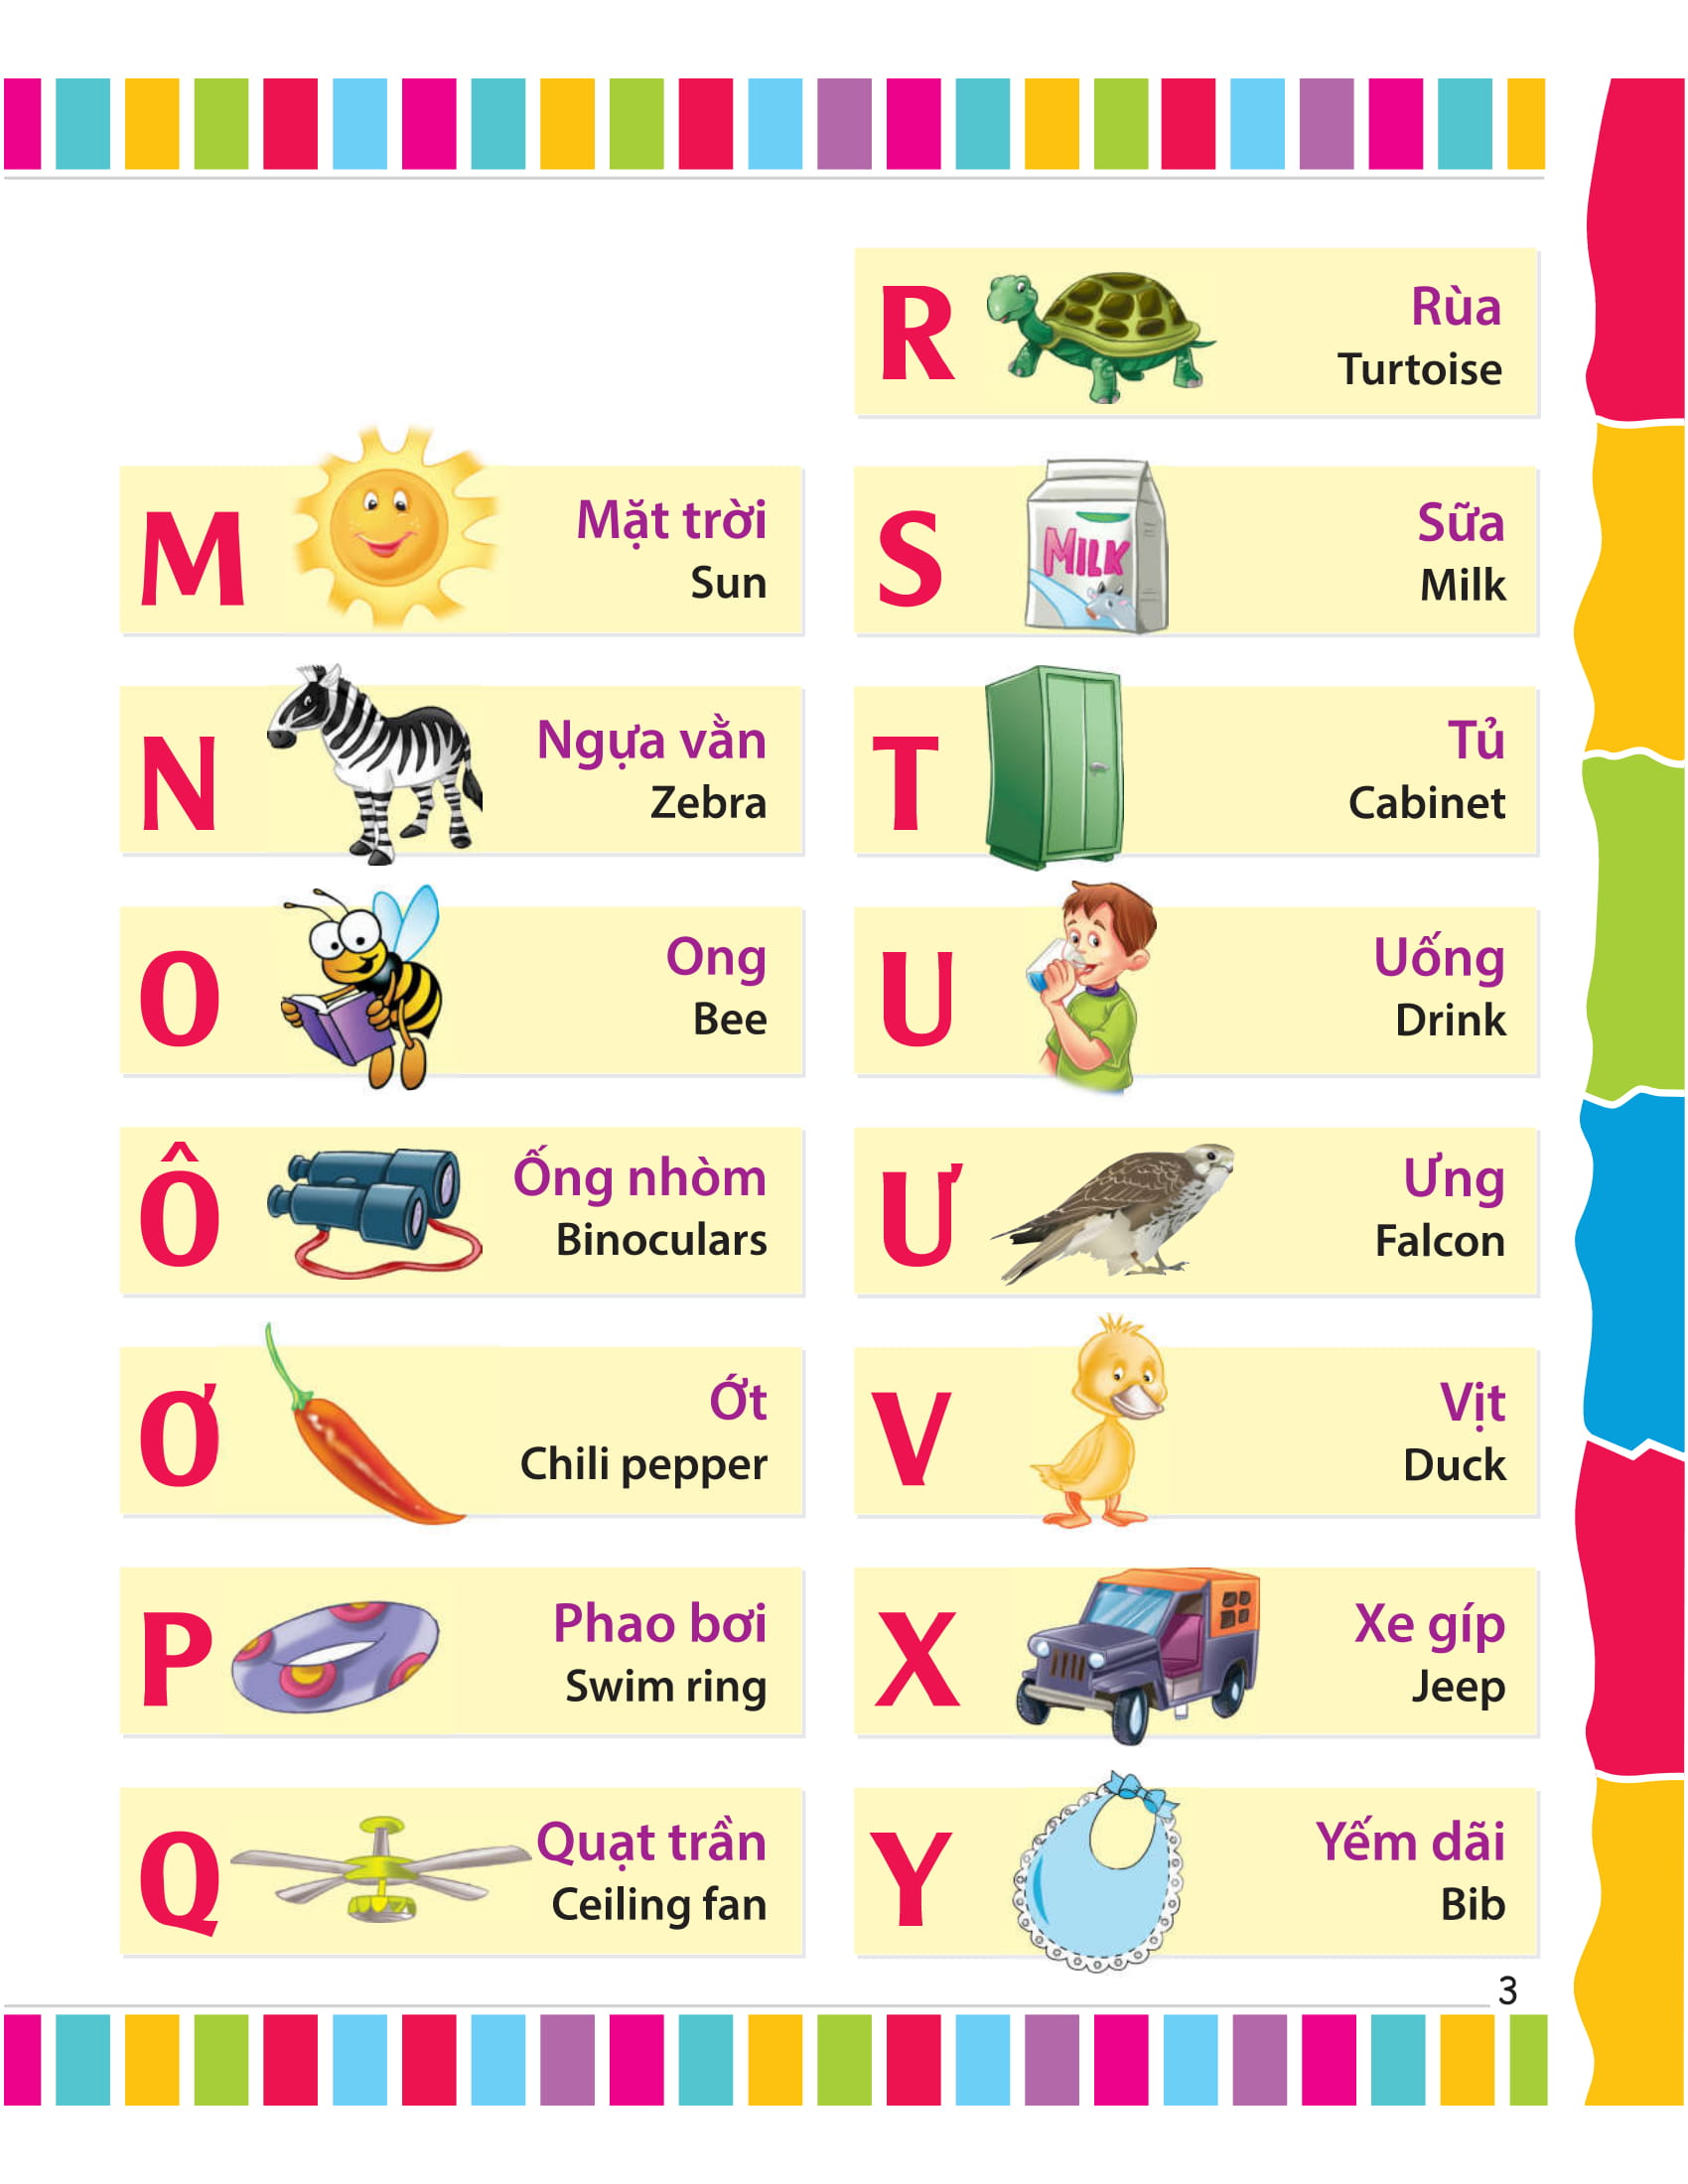 M
Mặt trời
Sun
N
Ngựa vằn
Zebra
O
Ong
Bee
Ô
Ống nhòm
Binoculars
Ơ
Ớt
Chili pepper
P
Phao bơi
Swim ring
Q
Quạt trần
Ceiling fan
R
Rùa
Turtoise
S
MILK
Sữa
Milk
T
Tủ
Cabinet
U
Uống
Drink
Ư
Ưng
Falcon
V
Vịt
Duck
X
Xe gíp
Jeep
Y
Yếm dãi
Bib
3